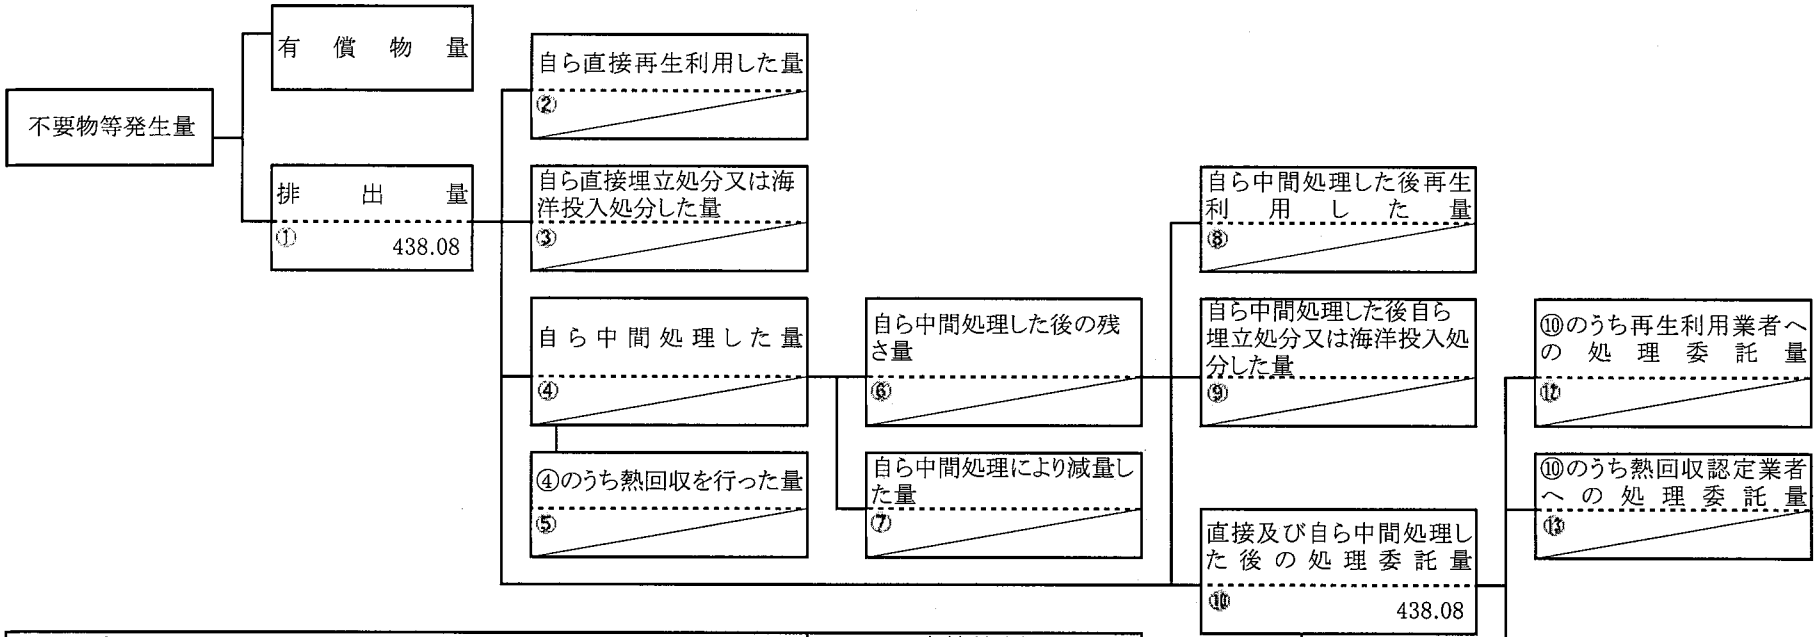 有償物量
不要物等発生量
排出量
① 438.08
自ら直接再生利用した量
②
自ら直接埋立処分又は海
洋投入処分した量
③
自ら中間処理した量
④
④のうち熱回収を行った量
⑤
自ら中間処理した後の残
さ量
⑥
自ら中間処理により減量し
た量
⑦
自ら中間処理した後再生
利用した量
⑧
自ら中間処理した後自ら
埋立処分又は海洋投入処
分した量
⑨
直接及び自ら中間処理し
た後の処理委託量
⑩ 438.08
⑩のうち再生利用業者へ
の処理委託量
⑫
⑩のうち熱回収認定業者
への処理委託量
⑬